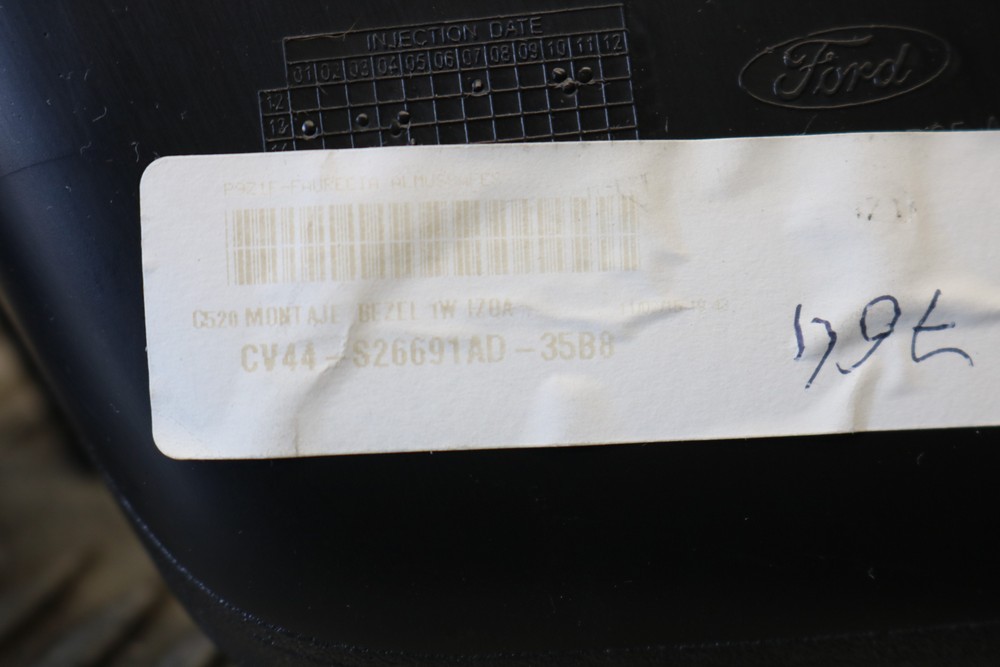 INJECTION DATE
01 02 03 04 05 06 07 08 09 10 11 12
12
13
Ford
FAURECIA
C520 MONTAJE BEZEL 1W IZDA
CV44-S26691AD-35B8